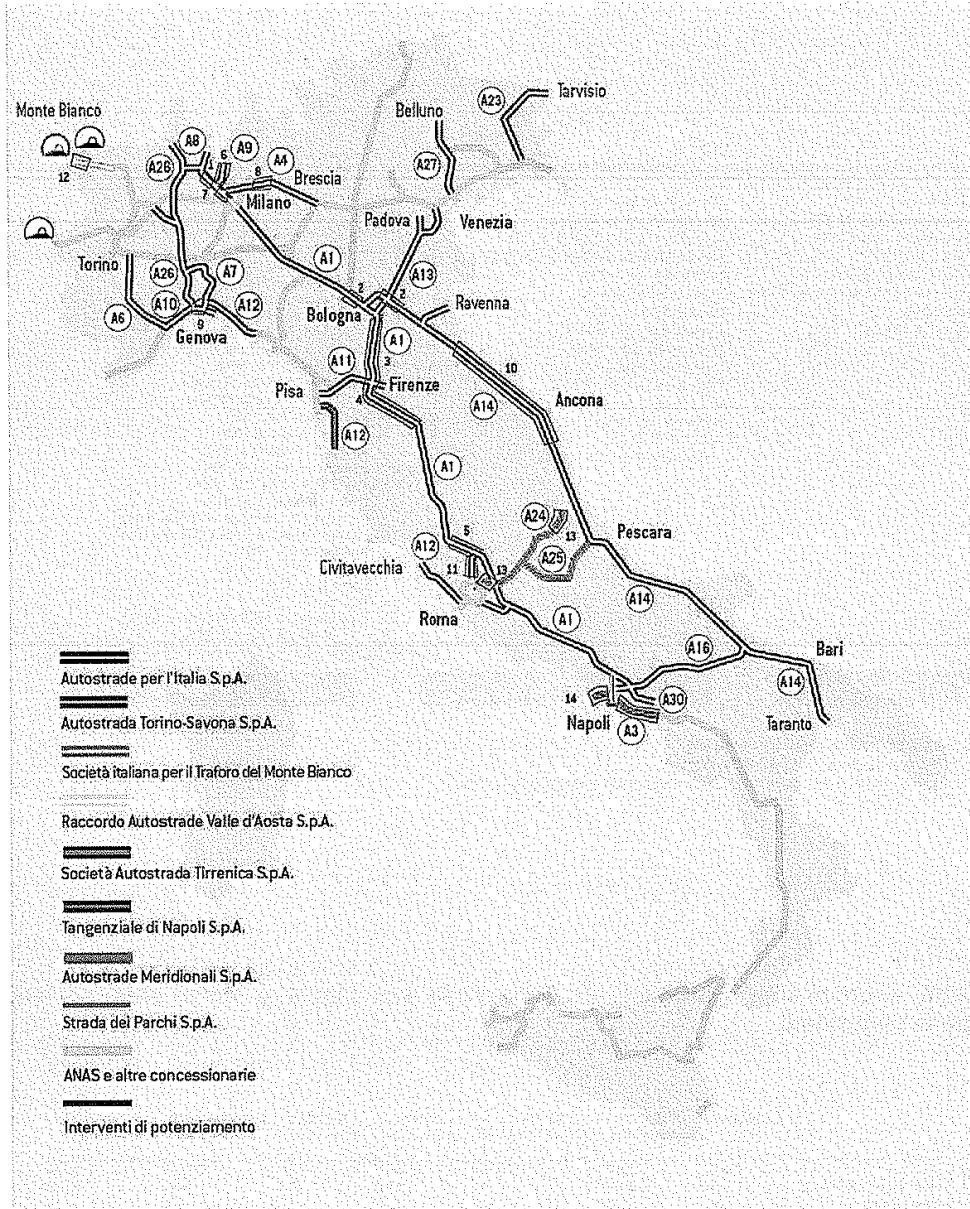 Tarvisio
A23
Monte Bianco
Belluno
A8
A9
6
A4
A26
1
8
Brescia
A27
12
7
Milano
Padova
Venezia
Torino
A1
A13
A26
A7
2
2
Ravenna
A10
A12
Bologna
A6
9
Genova
A1
A11
3
10
Pisa
Firenze
Ancona
4
A14
A12
A1
A24
13
Pescara
5
A12
A25
Civitavecchia
11
13
A14
Roma
A1
A16
Bari
A14
14
A30
Napoli
A3
Taranto
Autostrade per l'Italia S.p.A.
Autostrada Torino-Savona S.p.A.
Società italiana per il Traforo del Monte Bianco
Raccordo Autostrade Valle d'Aosta S.p.A.
Società Autostrada Tirrenica S.p.A.
Tangenziale di Napoli S.p.A.
Autostrade Meridionali S.p.A.
Strada dei Parchi S.p.A.
ANAS e altre concessionarie
Interventi di potenziamento